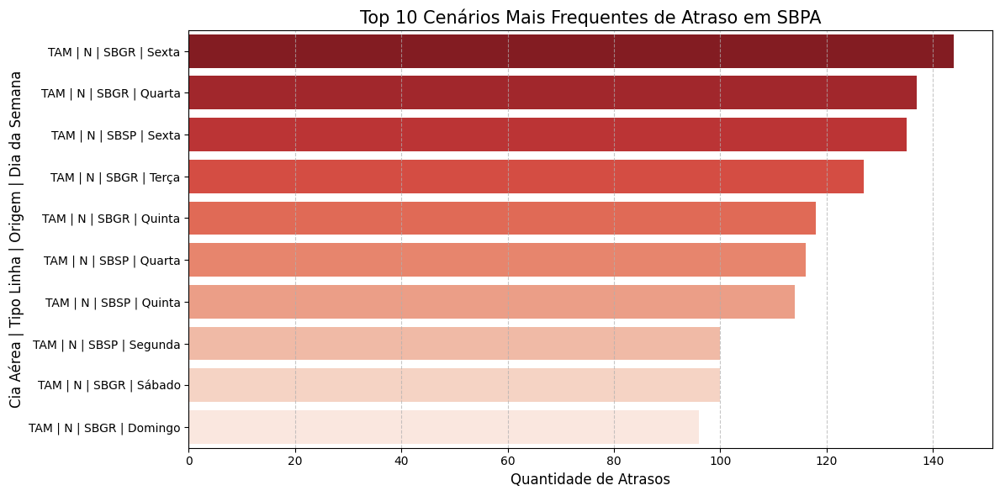 Top 10 Cenários Mais Frequentes de Atraso em SBPA
Cia Aérea | Tipo Linha | Origem | Dia da Semana
TAM | N | SBGR | Sexta
TAM | N | SBGR | Quarta
TAM | N | SBSP | Sexta
TAM | N | SBGR | Terça
TAM | N | SBGR | Quinta
TAM | N | SBSP | Quarta
TAM | N | SBSP | Quinta
TAM | N | SBSP | Segunda
TAM | N | SBGR | Sábado
TAM | N | SBGR | Domingo
0 20 40 60 80 100 120 140
Quantidade de Atrasos